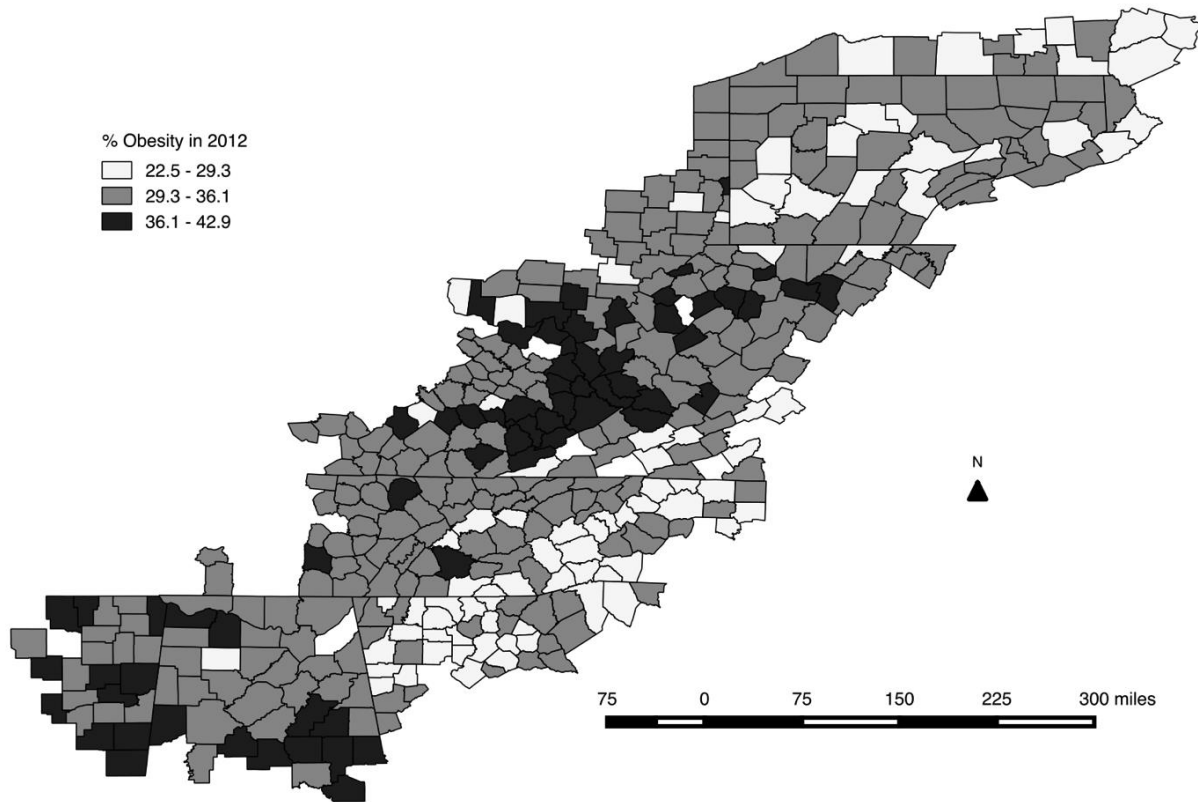 % Obesity in 2012
22.5 - 29.3
29.3 - 36.1
36.1 - 42.9
N
75 0 75 150 225 300 miles